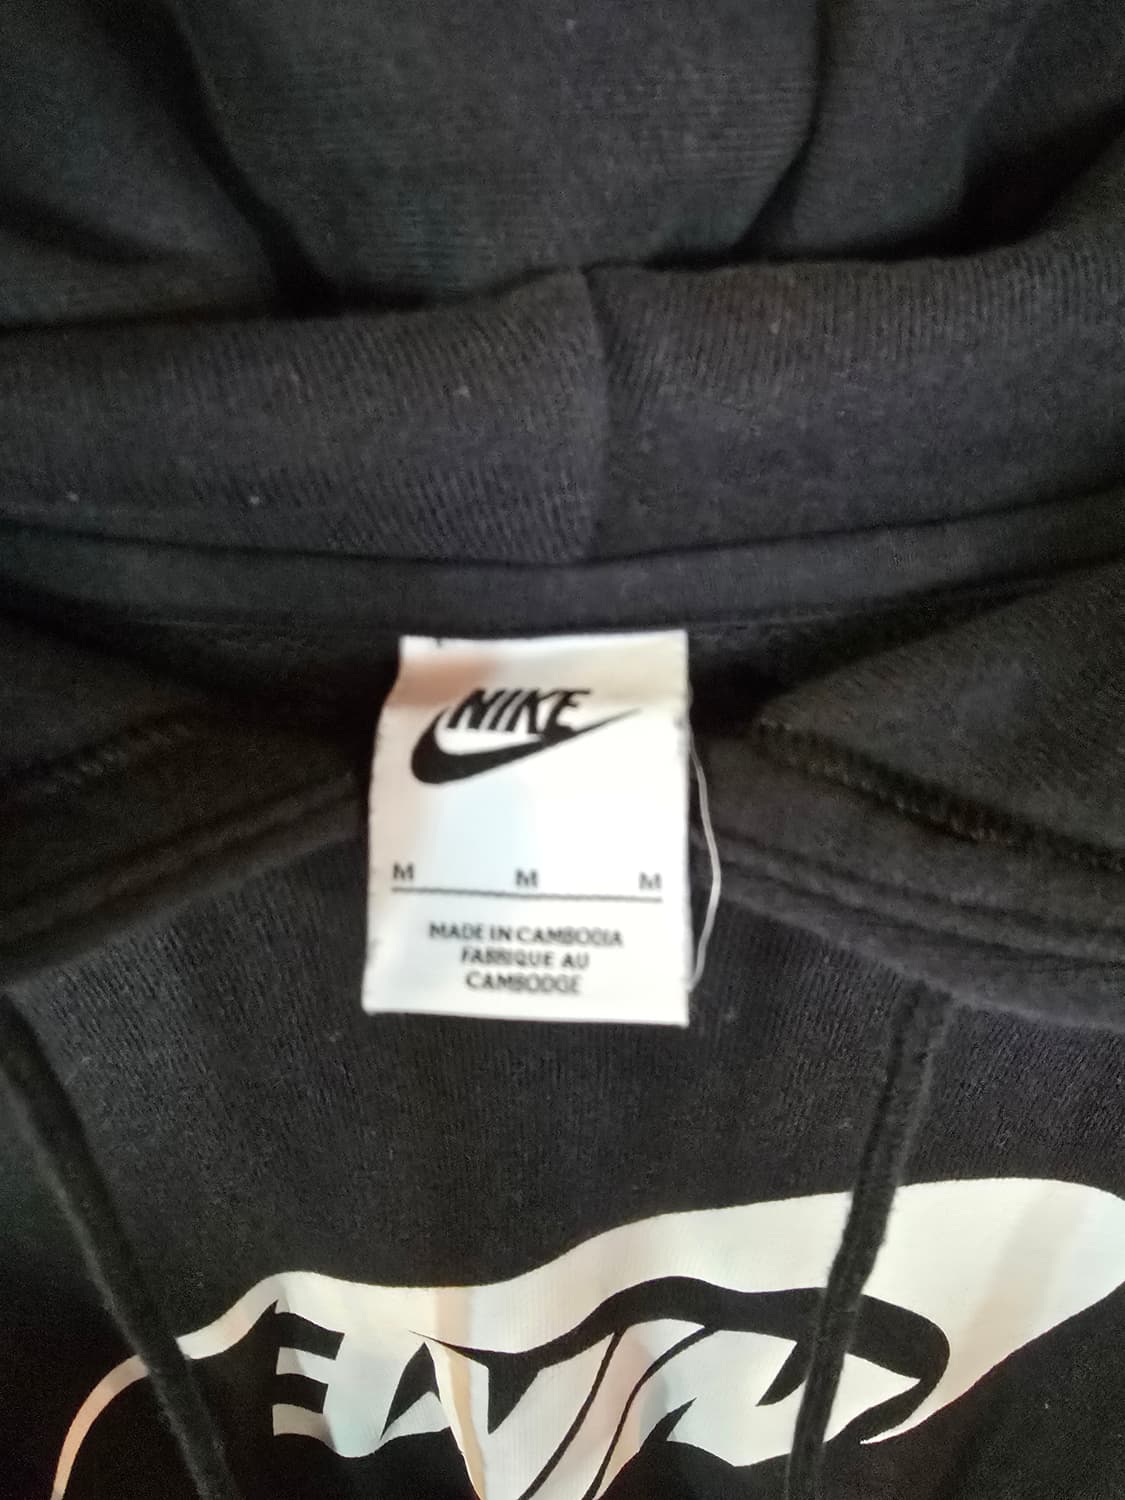 NIKE
M M M
MADE IN CAMBODIA
FABRIQUE AU
CAMBODGE